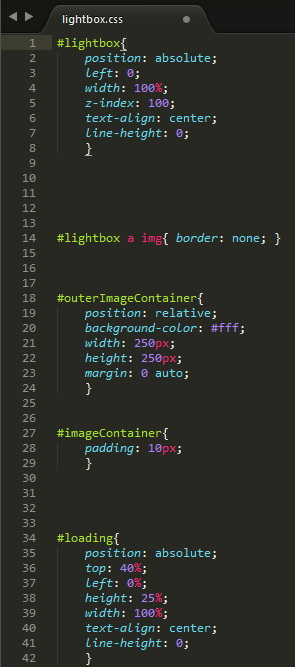 lightbox.css
1 #lightbox{
2 position: absolute;
3 left: 0;
4 width: 100%;
5 z-index: 100;
6 text-align: center;
7 line-height: 0;
8 }
9
10
11
12
13
14 #lightbox a img{ border: none; }
15
16
17
18 #outerImageContainer{
19 position: relative;
20 background-color: #fff;
21 width: 250px;
22 height: 250px;
23 margin: 0 auto;
24 }
25
26
27 #imageContainer{
28 padding: 10px;
29 }
30
31
32
33
34 #loading{
35 position: absolute;
36 top: 40%;
37 left: 0%;
38 height: 25%;
39 width: 100%;
40 text-align: center;
41 line-height: 0;
42 }